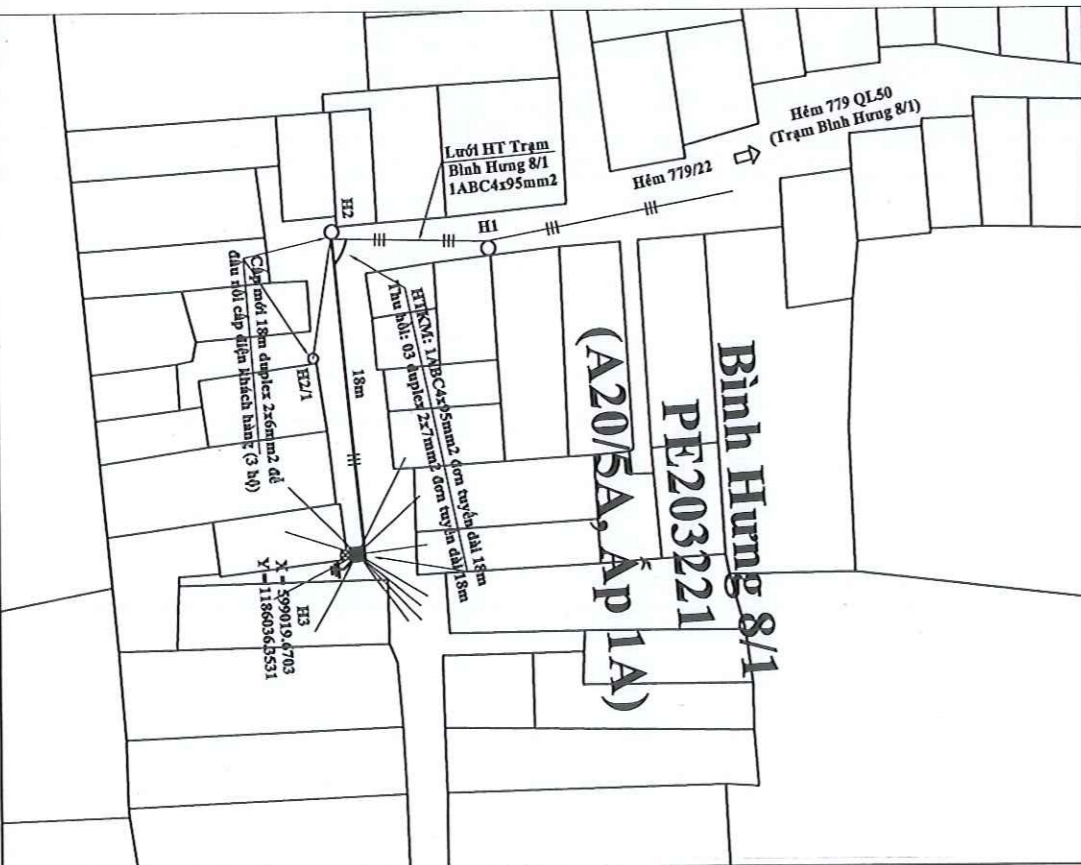 Hẻm 779 QL50
(Trạm Bình Hưng 8/1)
Hẻm 779/22
Lưới HT Trạm
Bình Hưng 8/1
1ABC4x95mm2
H1
H2
H2/1
18m
HTKM: 1ABC4x95mm2 đơn tuyến dài 18m
Thu hồi: 03 duplex 2x7mm2 đơn tuyến dài 18m
Cáp mới 18m duplex 2x6mm2 để
đấu nối cáp điện khách hàng (3 hộ)
H3
X = 599019.6703
Y=1186036.3531
Bình Hưng 8/1
PE203221
(A20/5A, Ấp 1A)